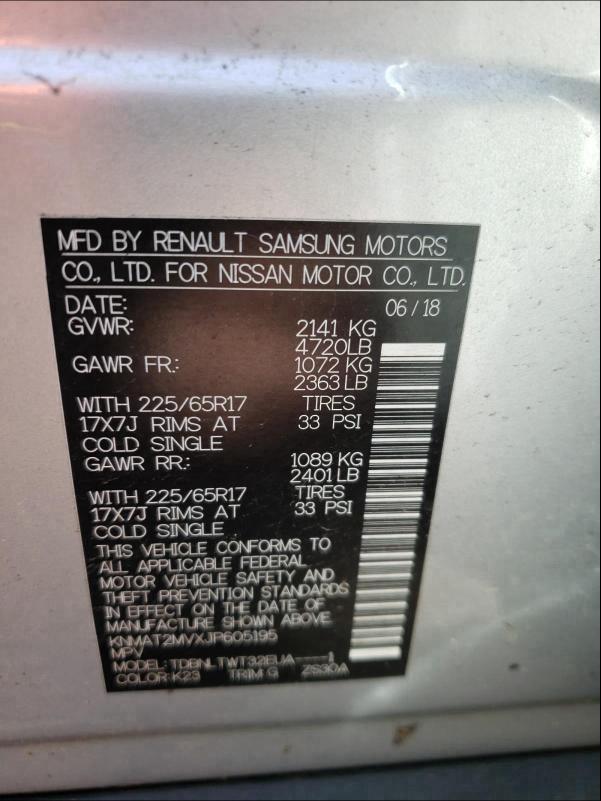 MFD BY RENAULT SAMSUNG MOTORS
CO., LTD. FOR NISSAN MOTOR CO., LTD.
DATE: 06/18
GVWR: 2141 KG
4720LB
GAWR FR: 1072 KG
2363 LB
WITH 225/65R17 TIRES
17X7J RIMS AT 33 PSI
COLD SINGLE
GAWR RR: 1089 KG
2401 LB
WITH 225/65R17 TIRES
17X7J RIMS AT 33 PSI
COLD SINGLE
THIS VEHICLE CONFORMS TO
ALL APPLICABLE FEDERAL
MOTOR VEHICLE SAFETY AND
THEFT PREVENTION STANDARDS
IN EFFECT ON THE DATE OF
MANUFACTURE SHOWN ABOVE.
KNMAT2MVXJP605195
MPV
MODEL: TDBNLTWT32EUA----1
COLOR:K23 TRIM G ZS30A